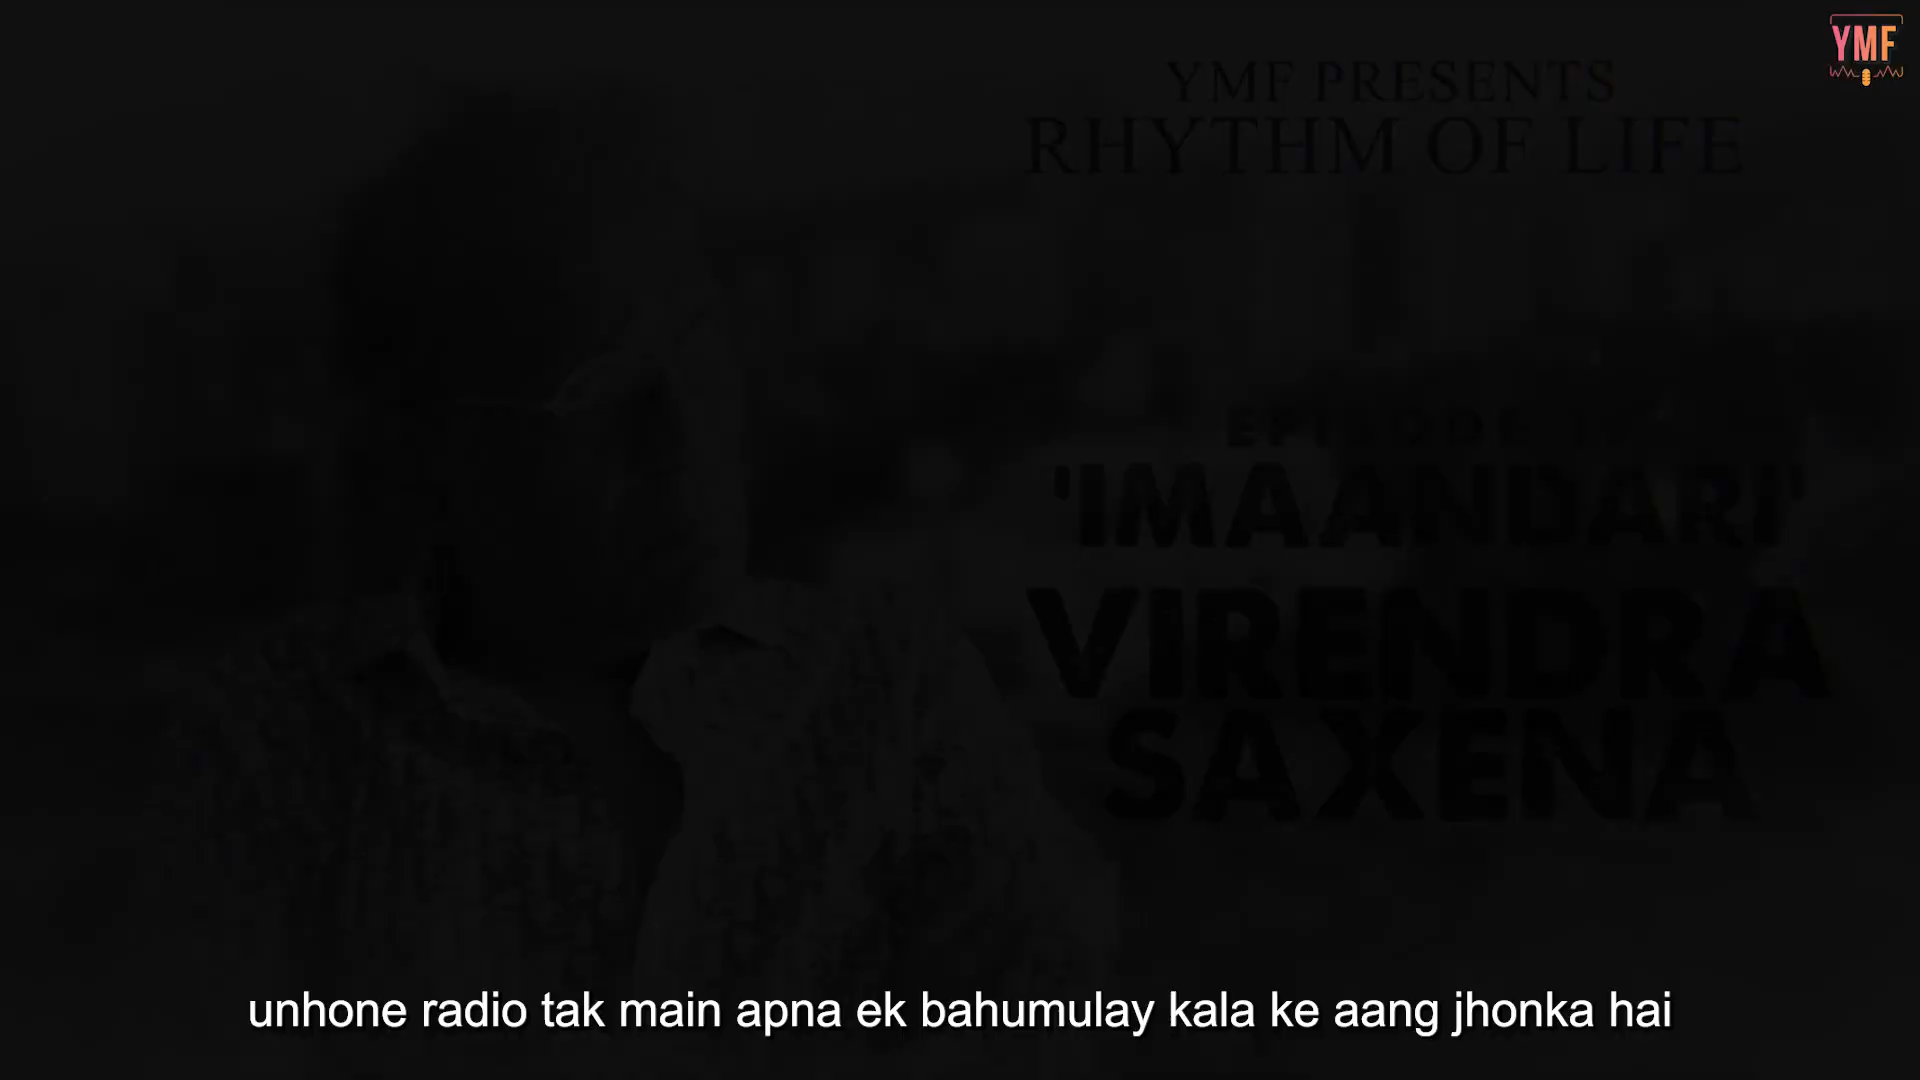 YMF
YMF PRESENTS
RHYTHM OF LIFE
EPISODE
'IMAANDARI'
VIRENDRA
SAXENA
unhone radio tak main apna ek bahumulay kala ke aang jhonka hai